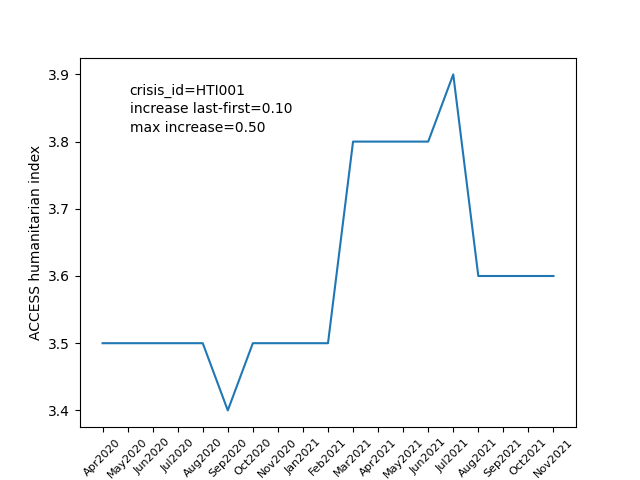 crisis_id=HTI001
increase last-first=0.10
max increase=0.50
ACCESS humanitarian index
3.9
3.8
3.7
3.6
3.5
3.4
Apr2020
May2020
Jun2020
Jul2020
Aug2020
Sep2020
Oct2020
Nov2020
Jan2021
Feb2021
Mar2021
Apr2021
May2021
Jun2021
Jul2021
Aug2021
Sep2021
Oct2021
Nov2021